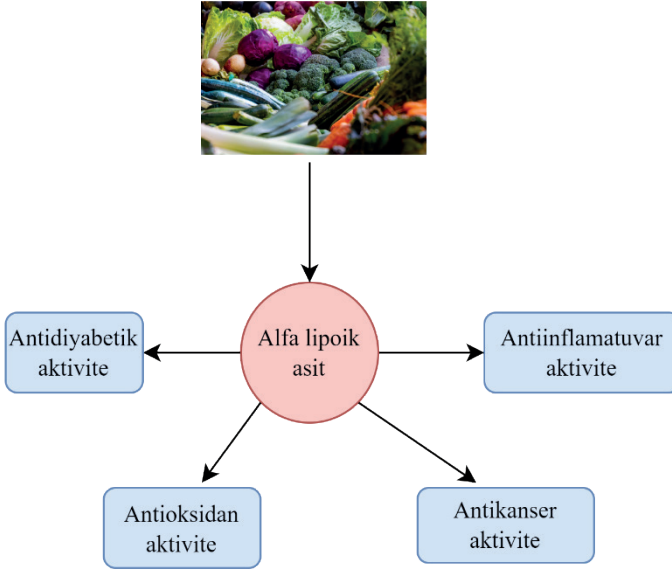 Alfa lipoik
asit
Antidiyabetik
aktivite
Antiinflamatuvar
aktivite
Antioksidan
aktivite
Antikanser
aktivite